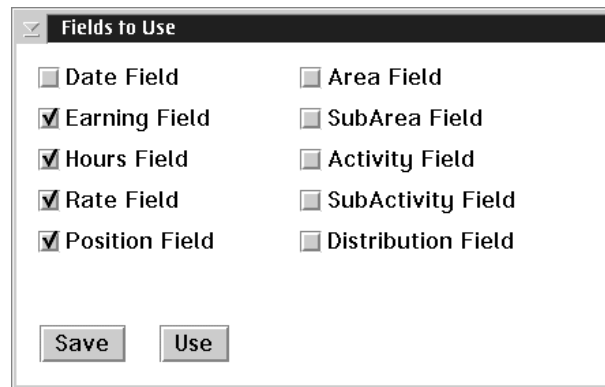 Fields to Use
Date Field
Earning Field
Hours Field
Rate Field
Position Field
Area Field
SubArea Field
Activity Field
SubActivity Field
Distribution Field
Save
Use